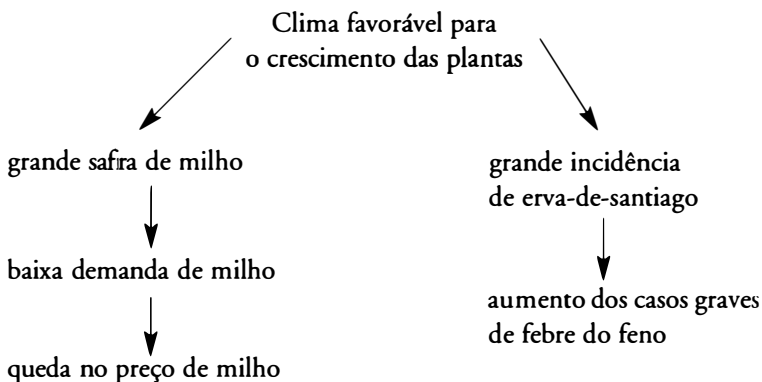 Clima favorável para
o crescimento das plantas
grande safra de milho
grande incidência
de erva-de-santiago
baixa demanda de milho
aumento dos casos graves
de febre do feno
queda no preço de milho